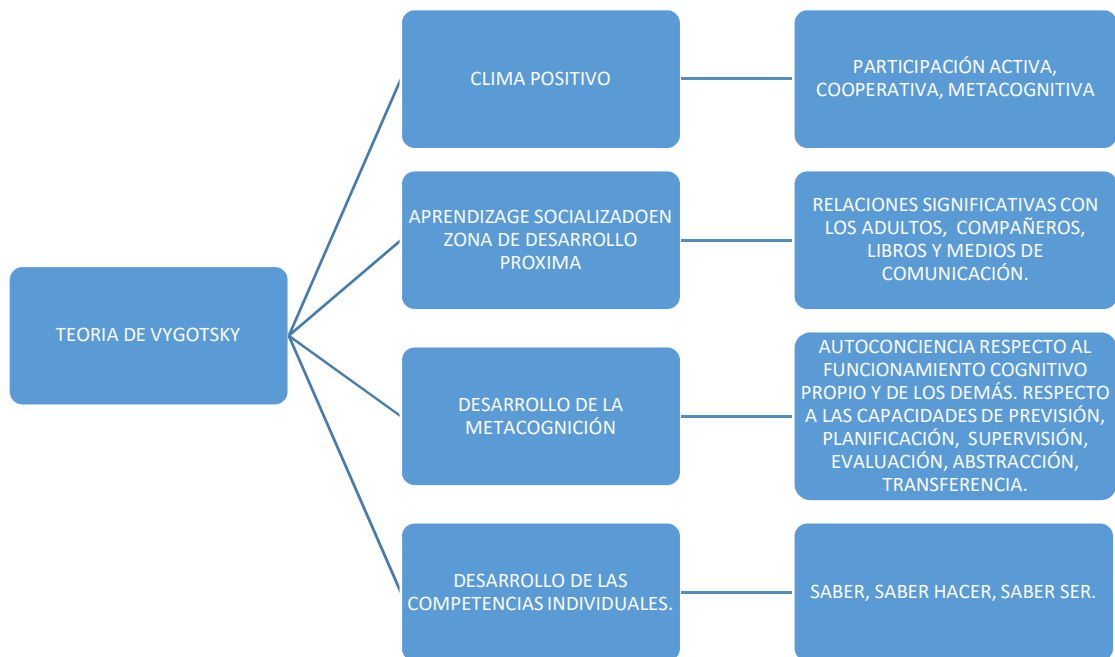 TEORIA DE VYGOTSKY
CLIMA POSITIVO
PARTICIPACIÓN ACTIVA,
COOPERATIVA, METACOGNITIVA
APRENDIZAGE SOCIALIZADOEN
ZONA DE DESARROLLO
PROXIMA
RELACIONES SIGNIFICATIVAS CON
LOS ADULTOS, COMPAÑEROS,
LIBROS Y MEDIOS DE
COMUNICACIÓN.
DESARROLLO DE LA
METACOGNICIÓN
AUTOCONCIENCIA RESPECTO AL
FUNCIONAMIENTO COGNITIVO
PROPIO Y DE LOS DEMÁS. RESPECTO
A LAS CAPACIDADES DE PREVISIÓN,
PLANIFICACIÓN, SUPERVISIÓN,
EVALUACIÓN, ABSTRACCIÓN,
TRANSFERENCIA.
DESARROLLO DE LAS
COMPETENCIAS INDIVIDUALES.
SABER, SABER HACER, SABER SER.